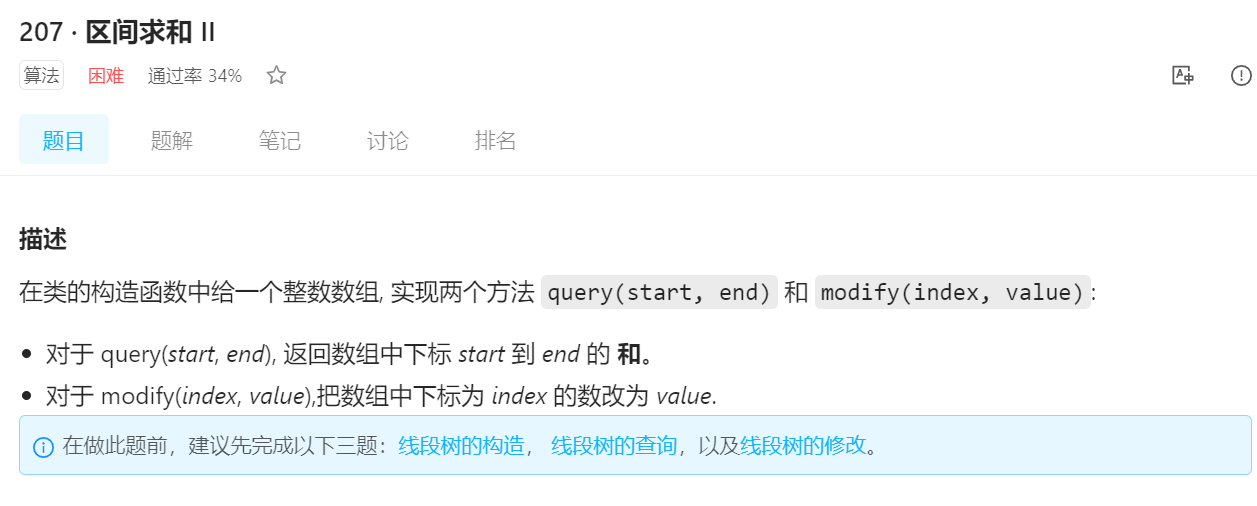 207 · 区间求和 II
算法 困难 通过率 34%
题目 题解 笔记 讨论 排名
描述
在类的构造函数中给一个整数数组, 实现两个方法 query(start, end) 和 modify(index, value):
对于 query(start, end), 返回数组中下标 start 到 end 的 和。
对于 modify(index, value),把数组中下标为 index 的数改为 value.
在做此题前，建议先完成以下三题：线段树的构造， 线段树的查询，以及线段树的修改。